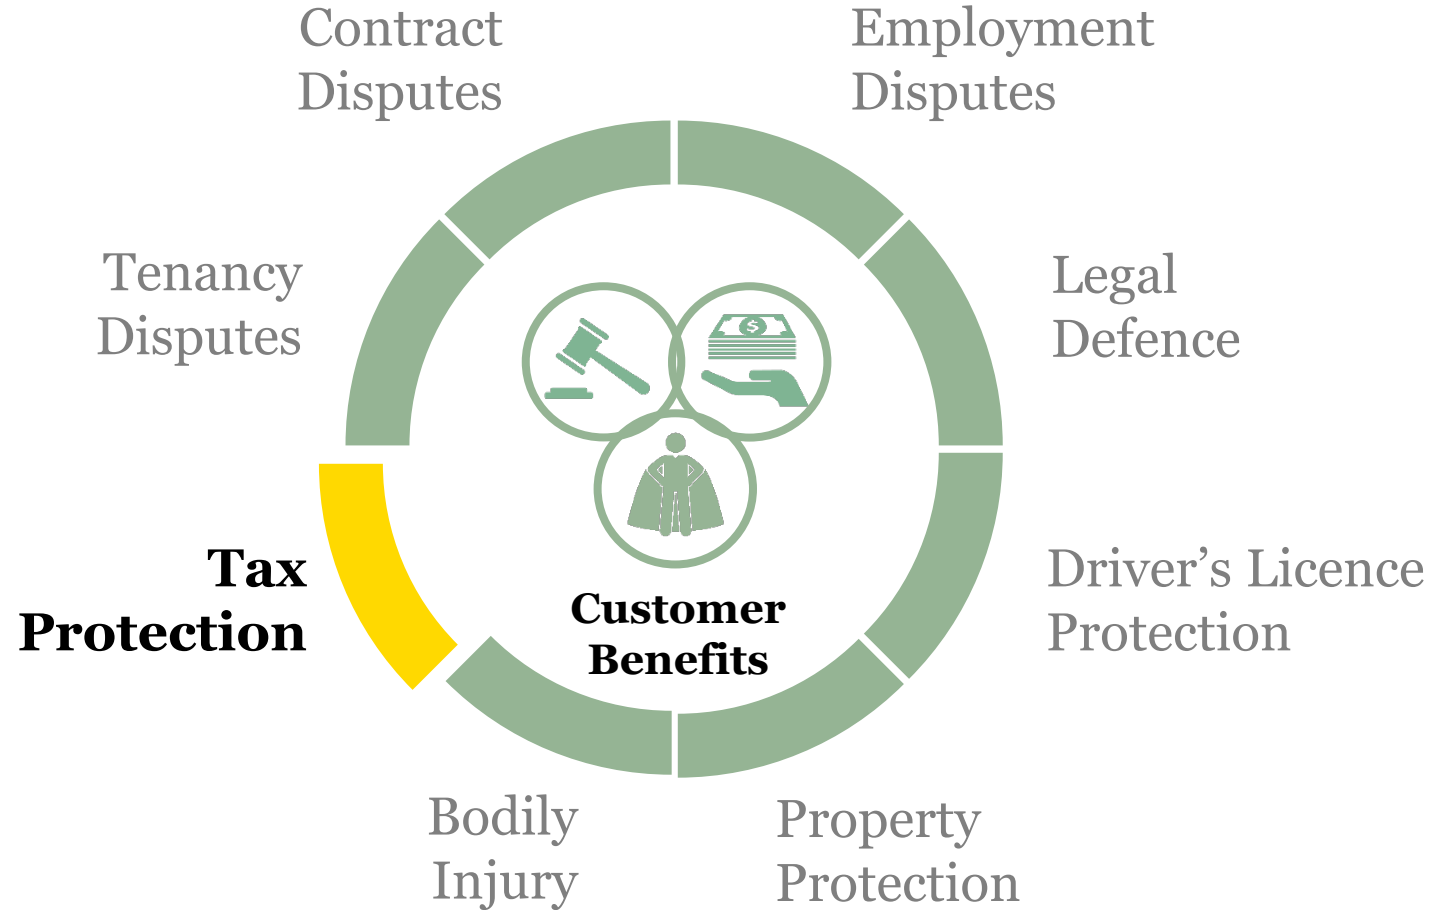 Contract
Disputes
Employment
Disputes
Tenancy
Disputes
Legal
Defence
$
Tax
Protection
Customer
Benefits
Driver’s Licence
Protection
Bodily
Injury
Property
Protection